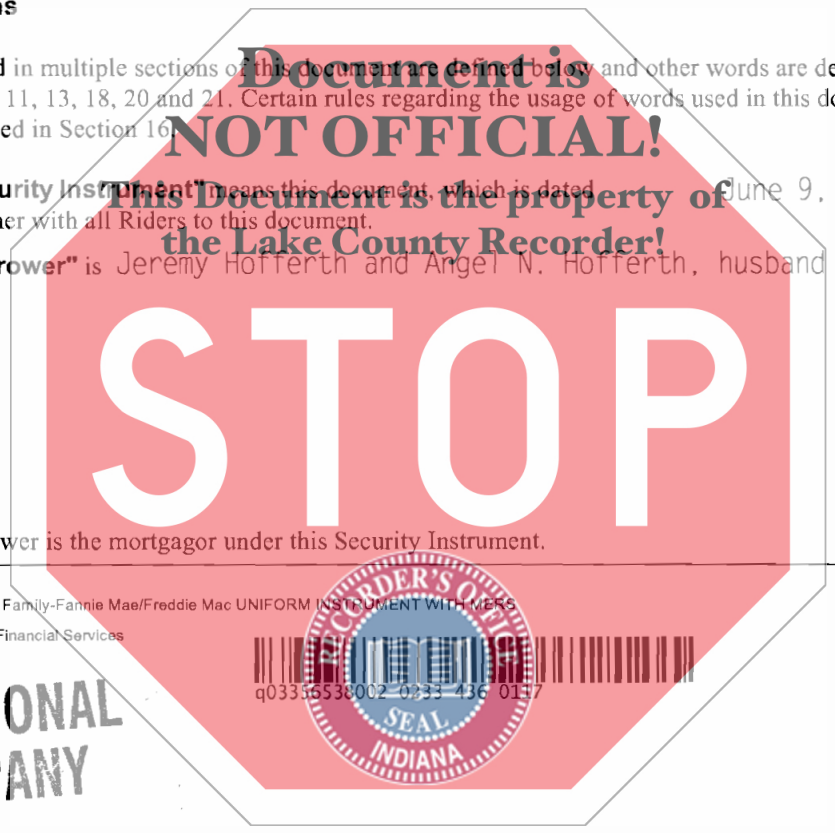 ns
d in multiple sections of this document are defined below and other words are de
Document is
11, 13, 18, 20 and 21. Certain rules regarding the usage of words used in this do
ed in Section 16.
NOT OFFICIAL!
urity Instrument" means this document, which is dated June 9,
This Document is the property of
her with all Riders to this document.
the Lake County Recorder!
rower" is Jeremy Hofferth and Angel N. Hofferth, husband
STOP
wer is the mortgagor under this Security Instrument.
Family-Fannie Mae/Freddie Mac UNIFORM INSTRUMENT WITH MERS
Financial Services
RECORDER'S OFFICE
SEAL
INDIANA
ONAL
ANY